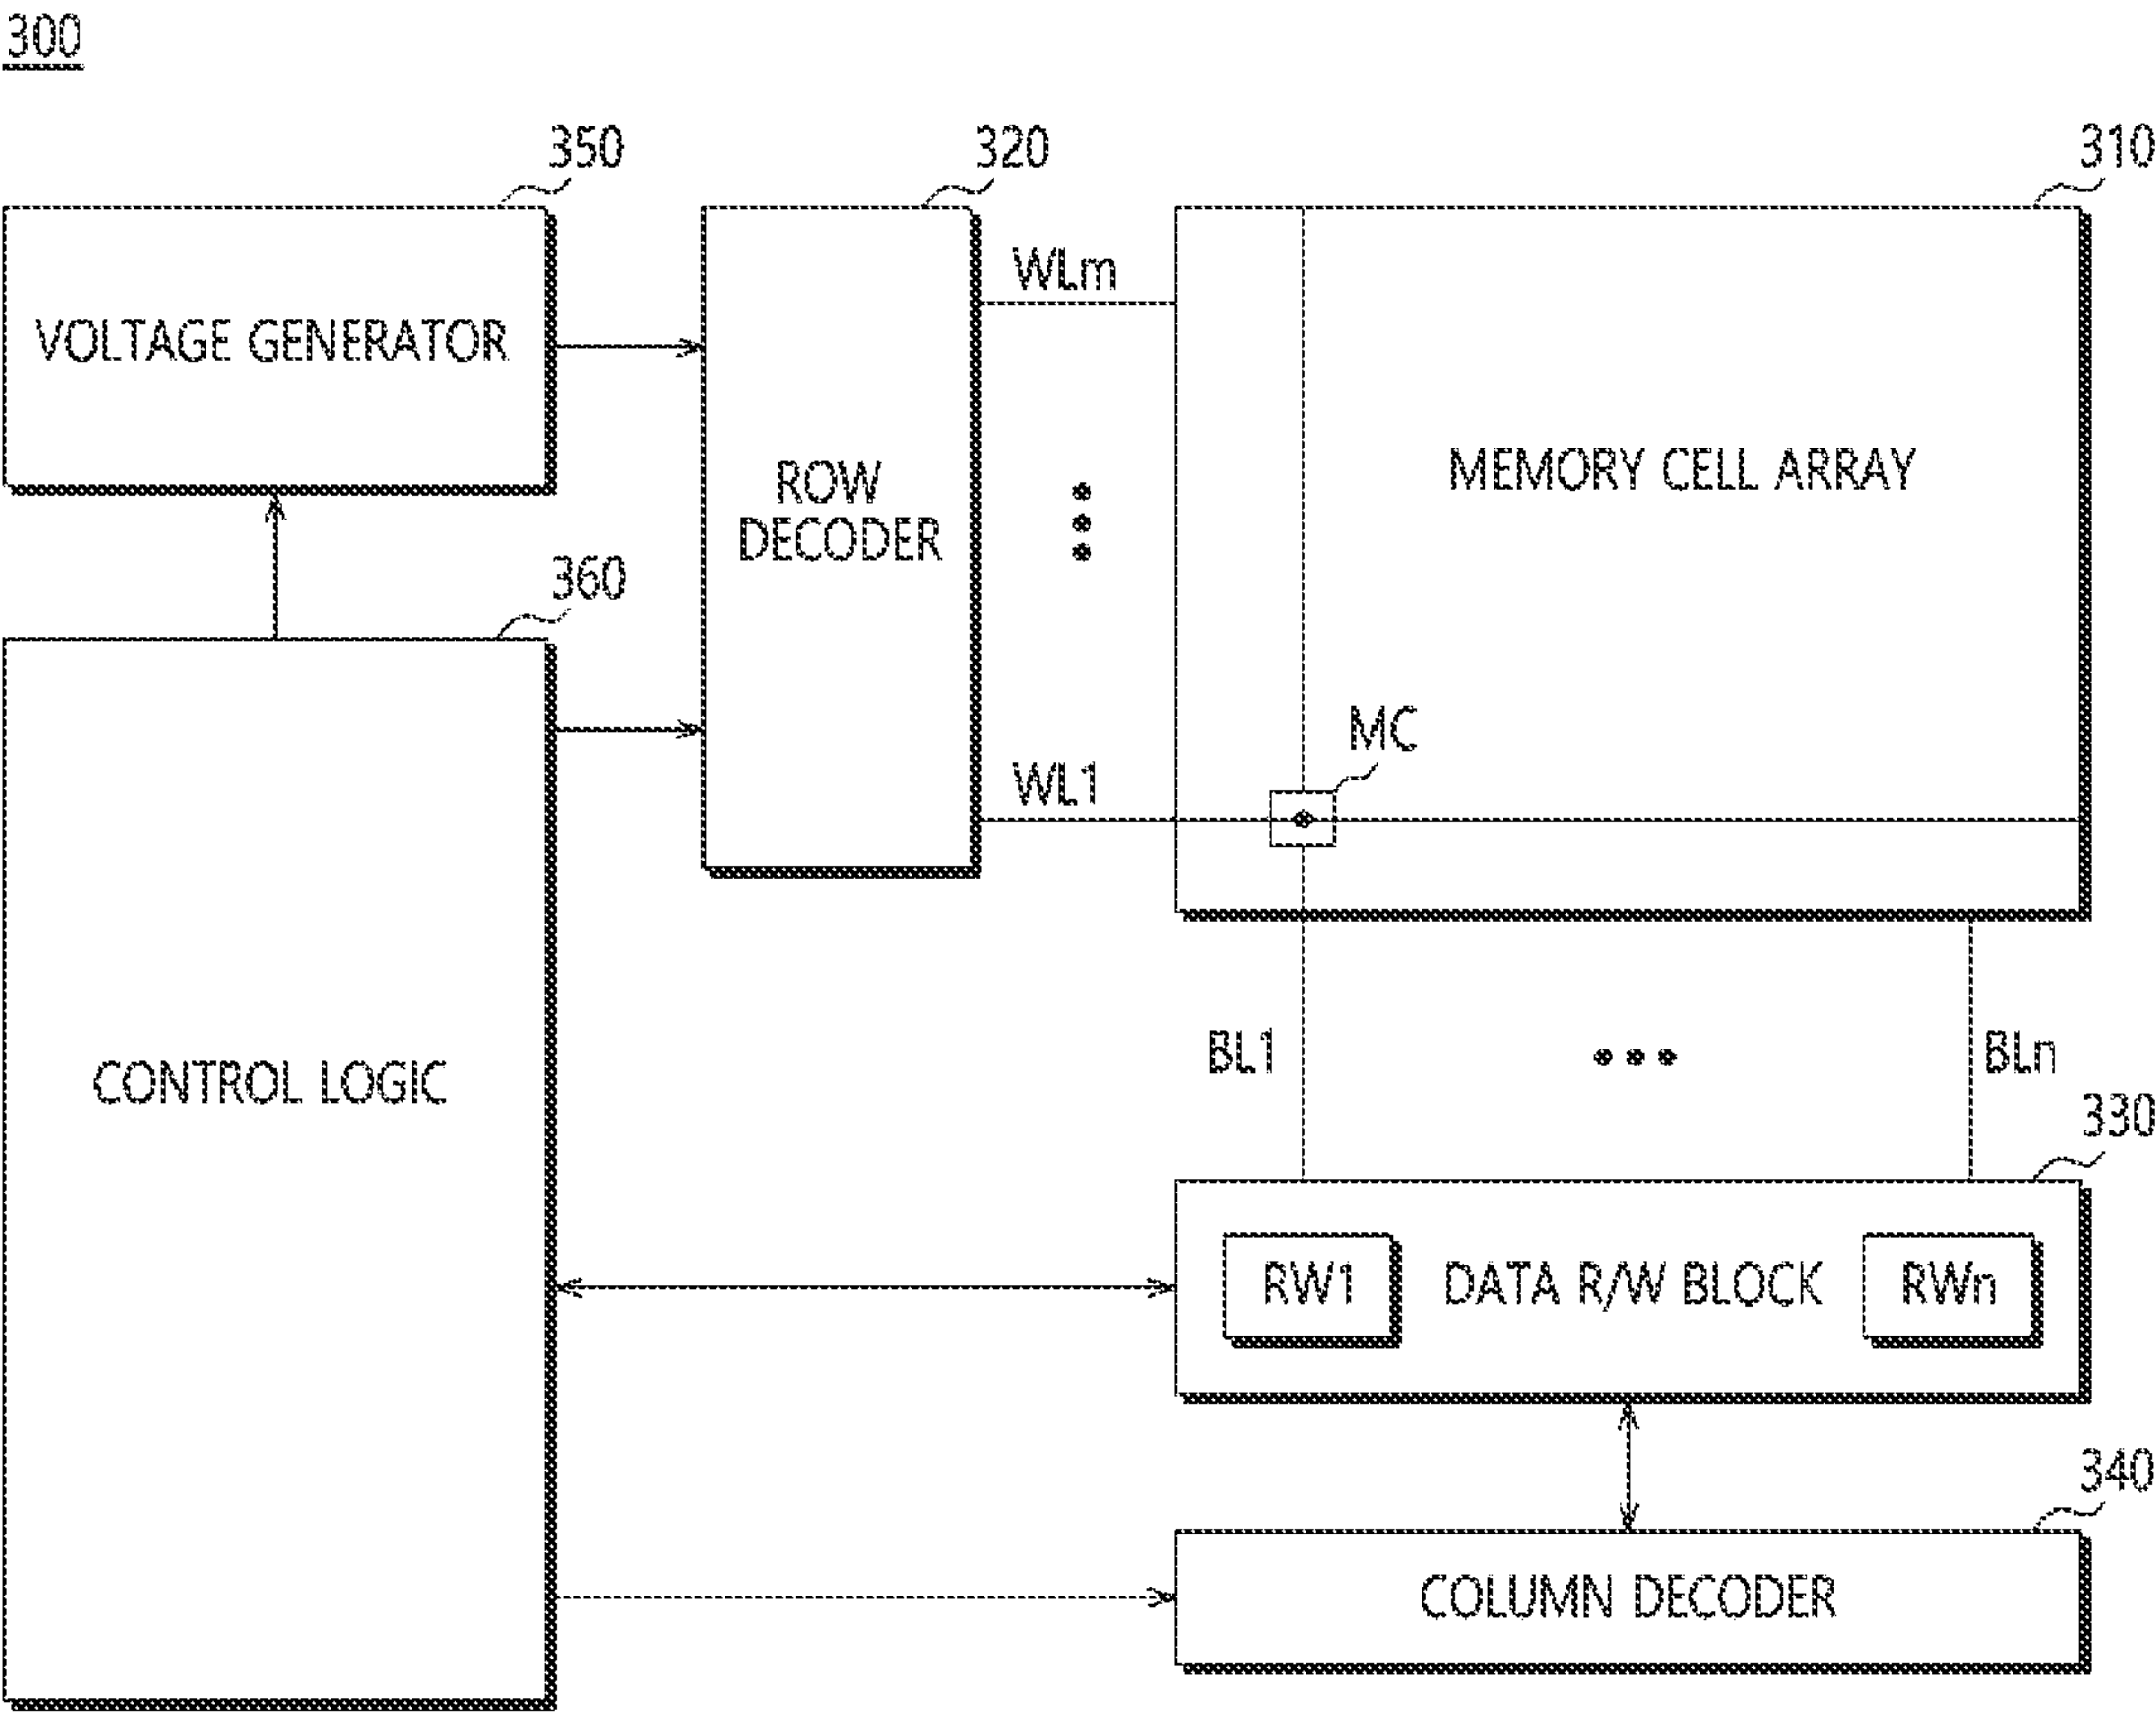 300
350
320
310
VOLTAGE GENERATOR
WLm
ROW
DECODER
MEMORY CELL ARRAY
360
MC
WL1
CONTROL LOGIC
BL1
BLn
330
RW1
DATA R/W BLOCK
RWn
340
COLUMN DECODER